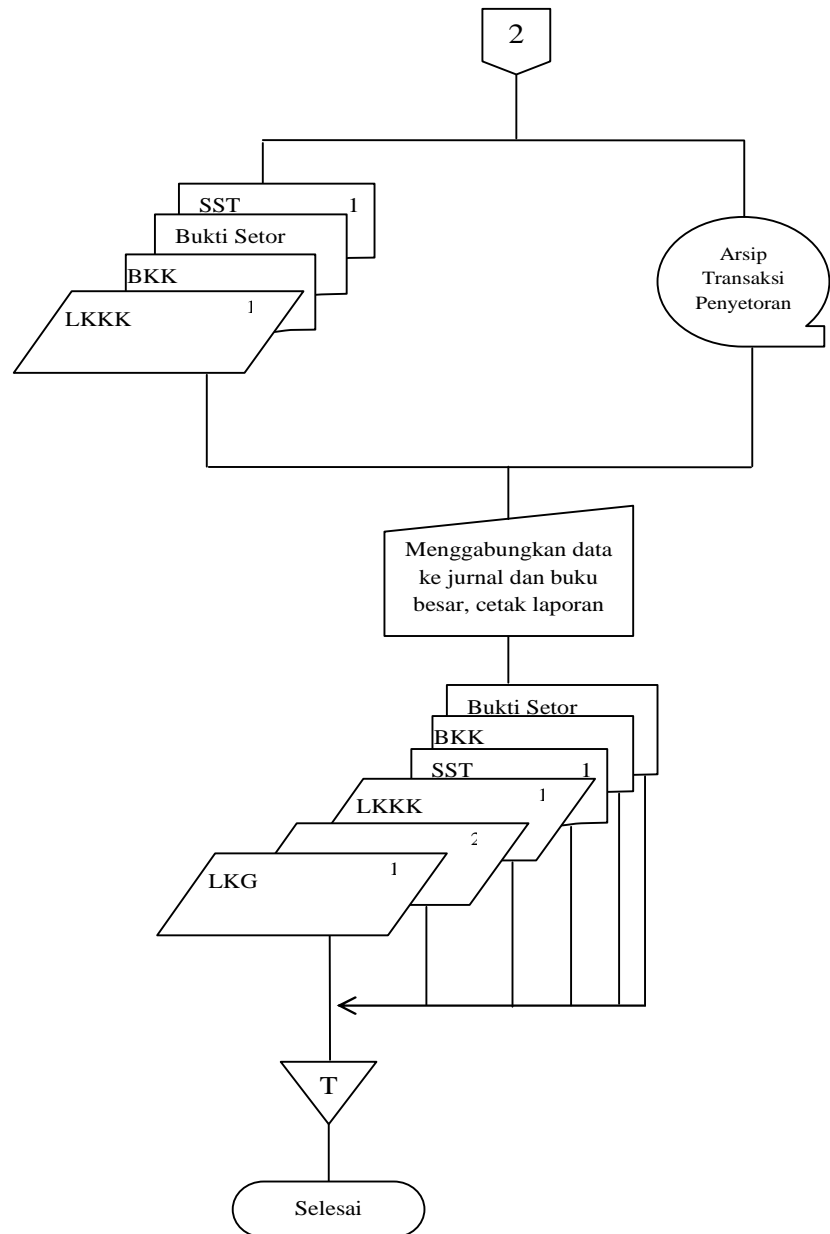 2
SST 1
Bukti Setor
BKK
LKKK 1
Arsip
Transaksi
Penyetoran
Menggabungkan data
ke jurnal dan buku
besar, cetak laporan
Bukti Setor
BKK
SST 1
LKKK 1
2
LKG 1
T
Selesai